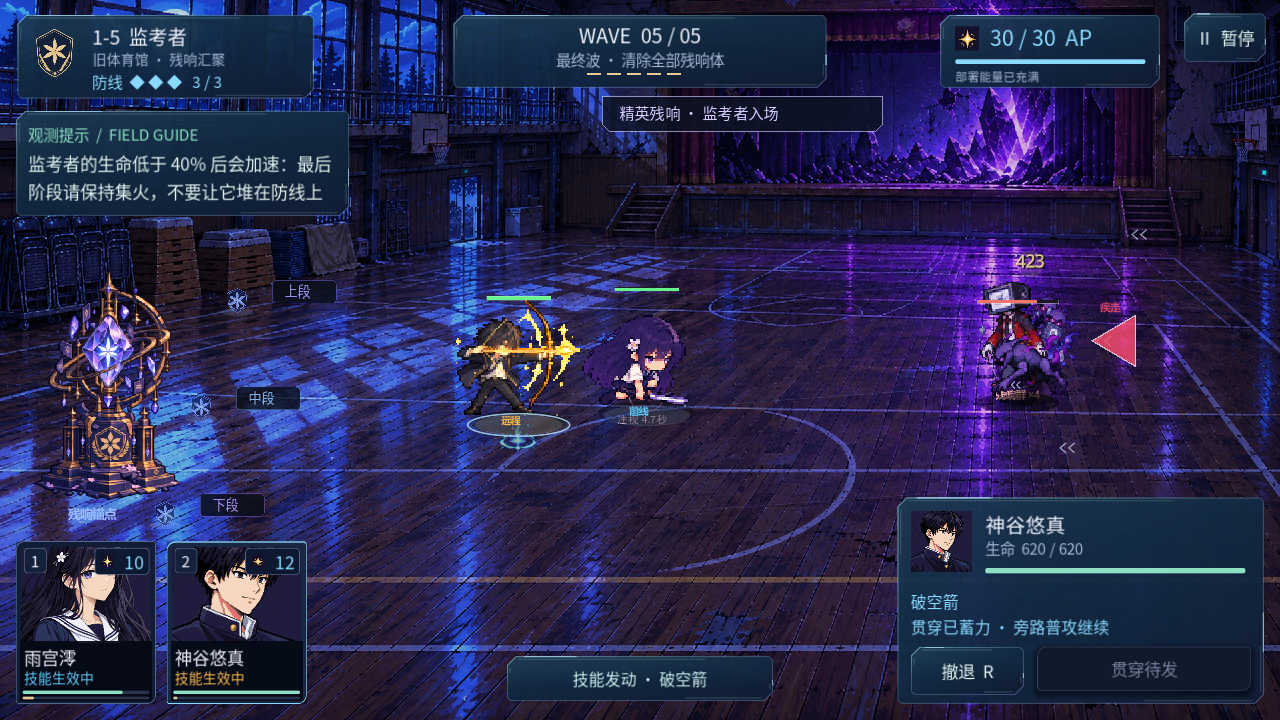 1-5 监考者
旧体育馆 · 残响汇聚
防线 3 / 3
WAVE 05 / 05
最终波 · 清除全部残响体
30 / 30 AP
部署能量已充满
暂停
精英残响 · 监考者入场
观测提示 / FIELD GUIDE
监考者的生命低于 40% 后会加速：最后
阶段请保持集火，不要让它堆在防线上
423
疾走
上段
中段
下段
远程
前线
注视 4.7秒
残响锚点
1
10
雨宫澪
技能生效中
2
12
神谷悠真
技能生效中
技能发动 · 破空箭
神谷悠真
生命 620 / 620
破空箭
贯穿已蓄力 · 旁路普攻继续
撤退 R
贯穿待发